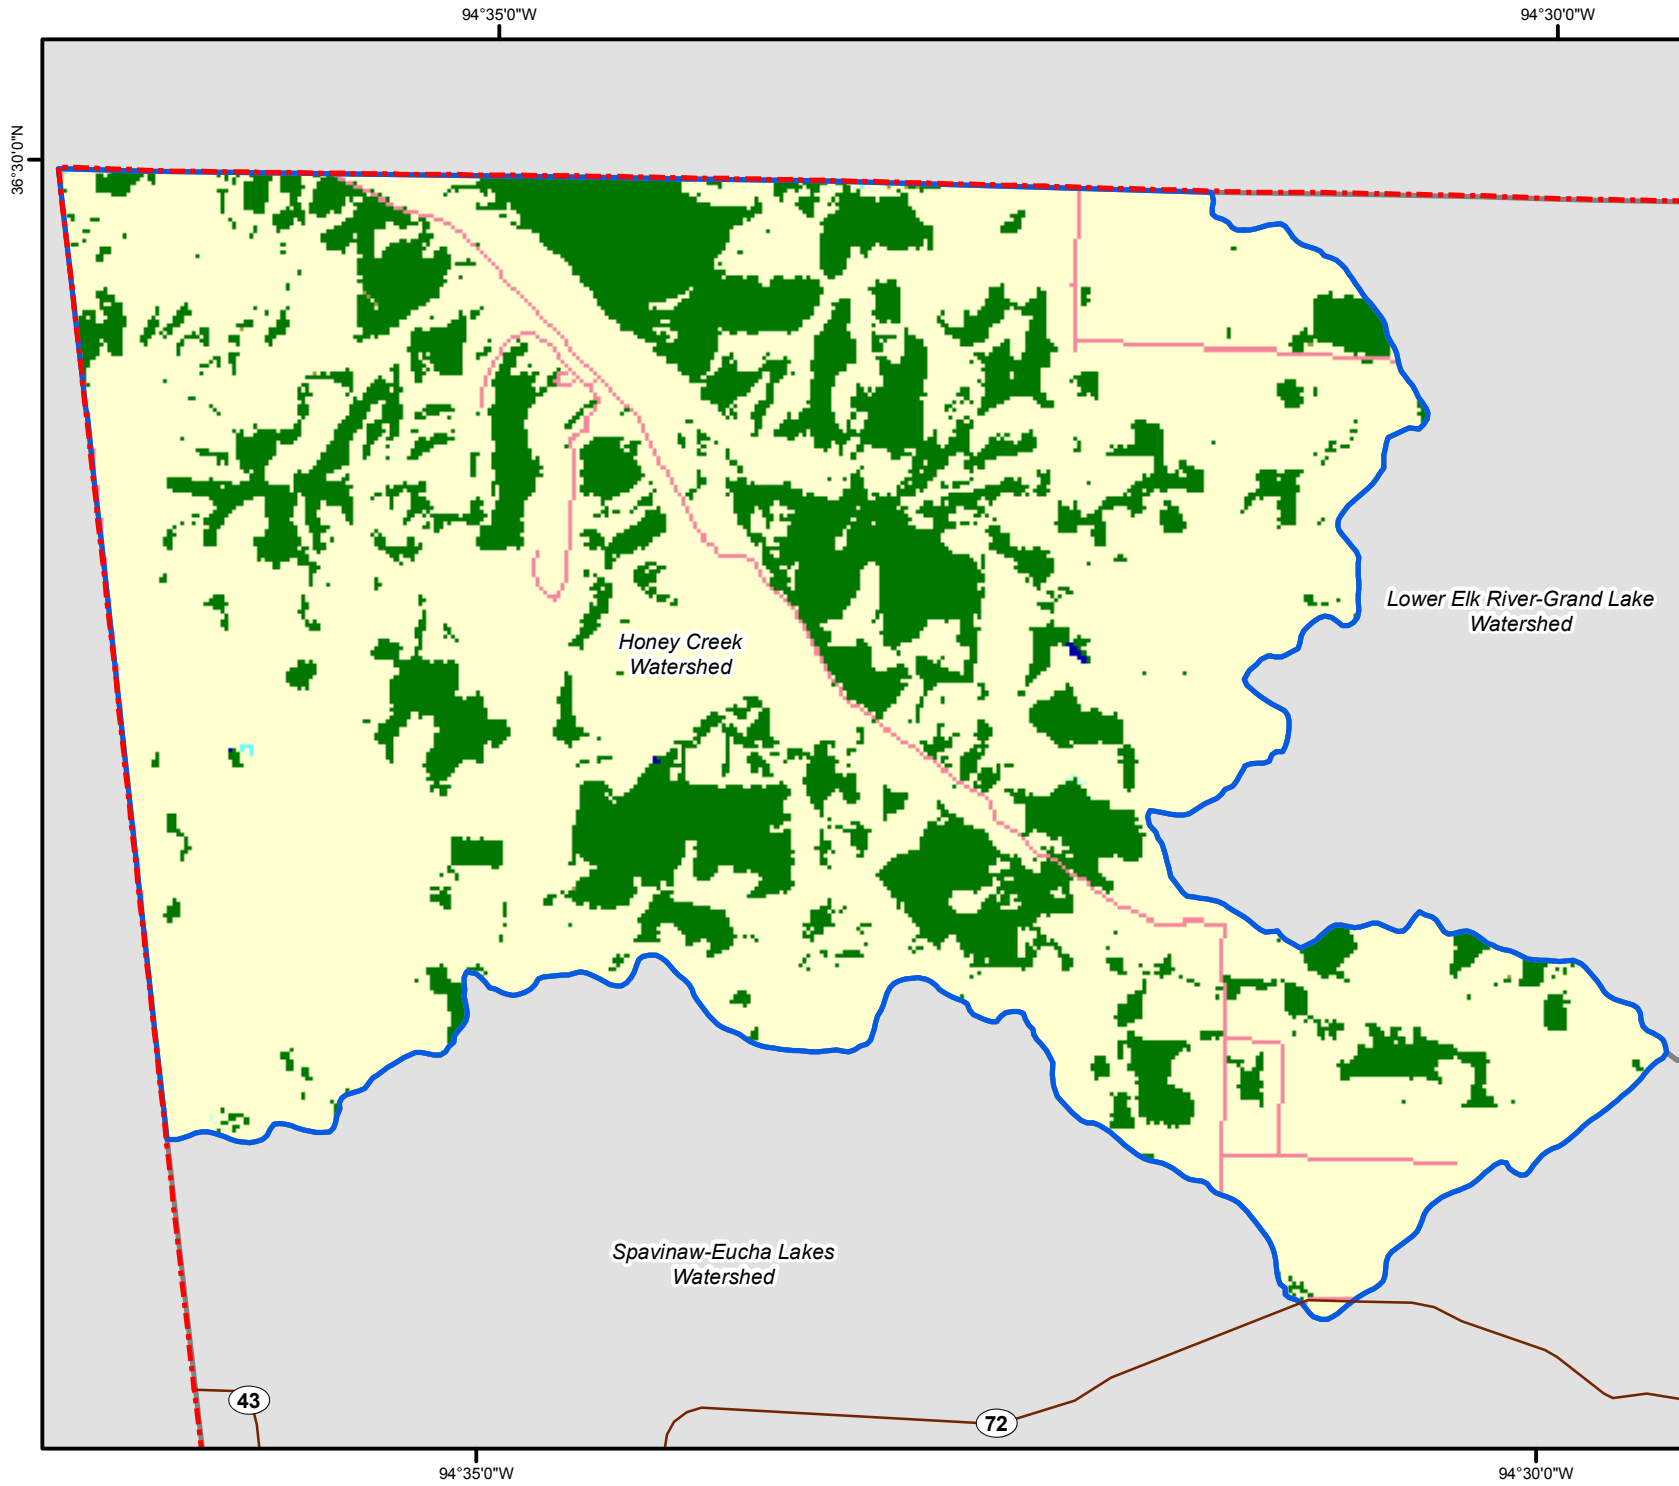 94°35'0"W
94°30'0"W
36°30'0"N
Lower Elk River-Grand Lake
Watershed
Honey Creek
Watershed
Spavinaw-Eucha Lakes
Watershed
43
72
94°35'0"W
94°30'0"W